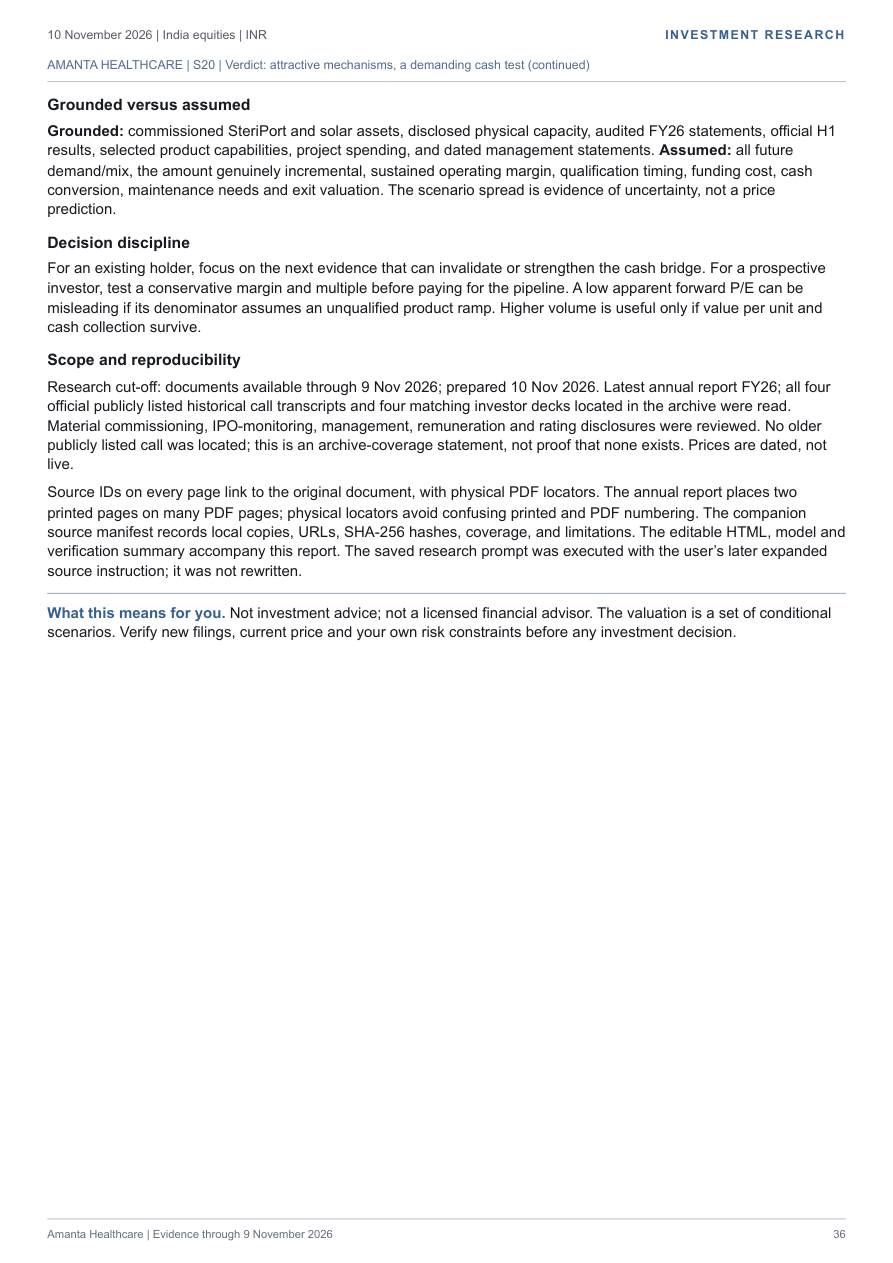 10 November 2026 | India equities | INR
INVESTMENT RESEARCH
AMANTA HEALTHCARE | S20 | Verdict: attractive mechanisms, a demanding cash test (continued)
Grounded versus assumed
Grounded: commissioned SteriPort and solar assets, disclosed physical capacity, audited FY26 statements, official H1
results, selected product capabilities, project spending, and dated management statements. Assumed: all future
demand/mix, the amount genuinely incremental, sustained operating margin, qualification timing, funding cost, cash
conversion, maintenance needs and exit valuation. The scenario spread is evidence of uncertainty, not a price
prediction.
Decision discipline
For an existing holder, focus on the next evidence that can invalidate or strengthen the cash bridge. For a prospective
investor, test a conservative margin and multiple before paying for the pipeline. A low apparent forward P/E can be
misleading if its denominator assumes an unqualified product ramp. Higher volume is useful only if value per unit and
cash collection survive.
Scope and reproducibility
Research cut-off: documents available through 9 Nov 2026; prepared 10 Nov 2026. Latest annual report FY26; all four
official publicly listed historical call transcripts and four matching investor decks located in the archive were read.
Material commissioning, IPO-monitoring, management, remuneration and rating disclosures were reviewed. No older
publicly listed call was located; this is an archive-coverage statement, not proof that none exists. Prices are dated, not
live.
Source IDs on every page link to the original document, with physical PDF locators. The annual report places two
printed pages on many PDF pages; physical locators avoid confusing printed and PDF numbering. The companion
source manifest records local copies, URLs, SHA-256 hashes, coverage, and limitations. The editable HTML, model and
verification summary accompany this report. The saved research prompt was executed with the user’s later expanded
source instruction; it was not rewritten.
What this means for you. Not investment advice; not a licensed financial advisor. The valuation is a set of conditional
scenarios. Verify new filings, current price and your own risk constraints before any investment decision.
Amanta Healthcare | Evidence through 9 November 2026
36